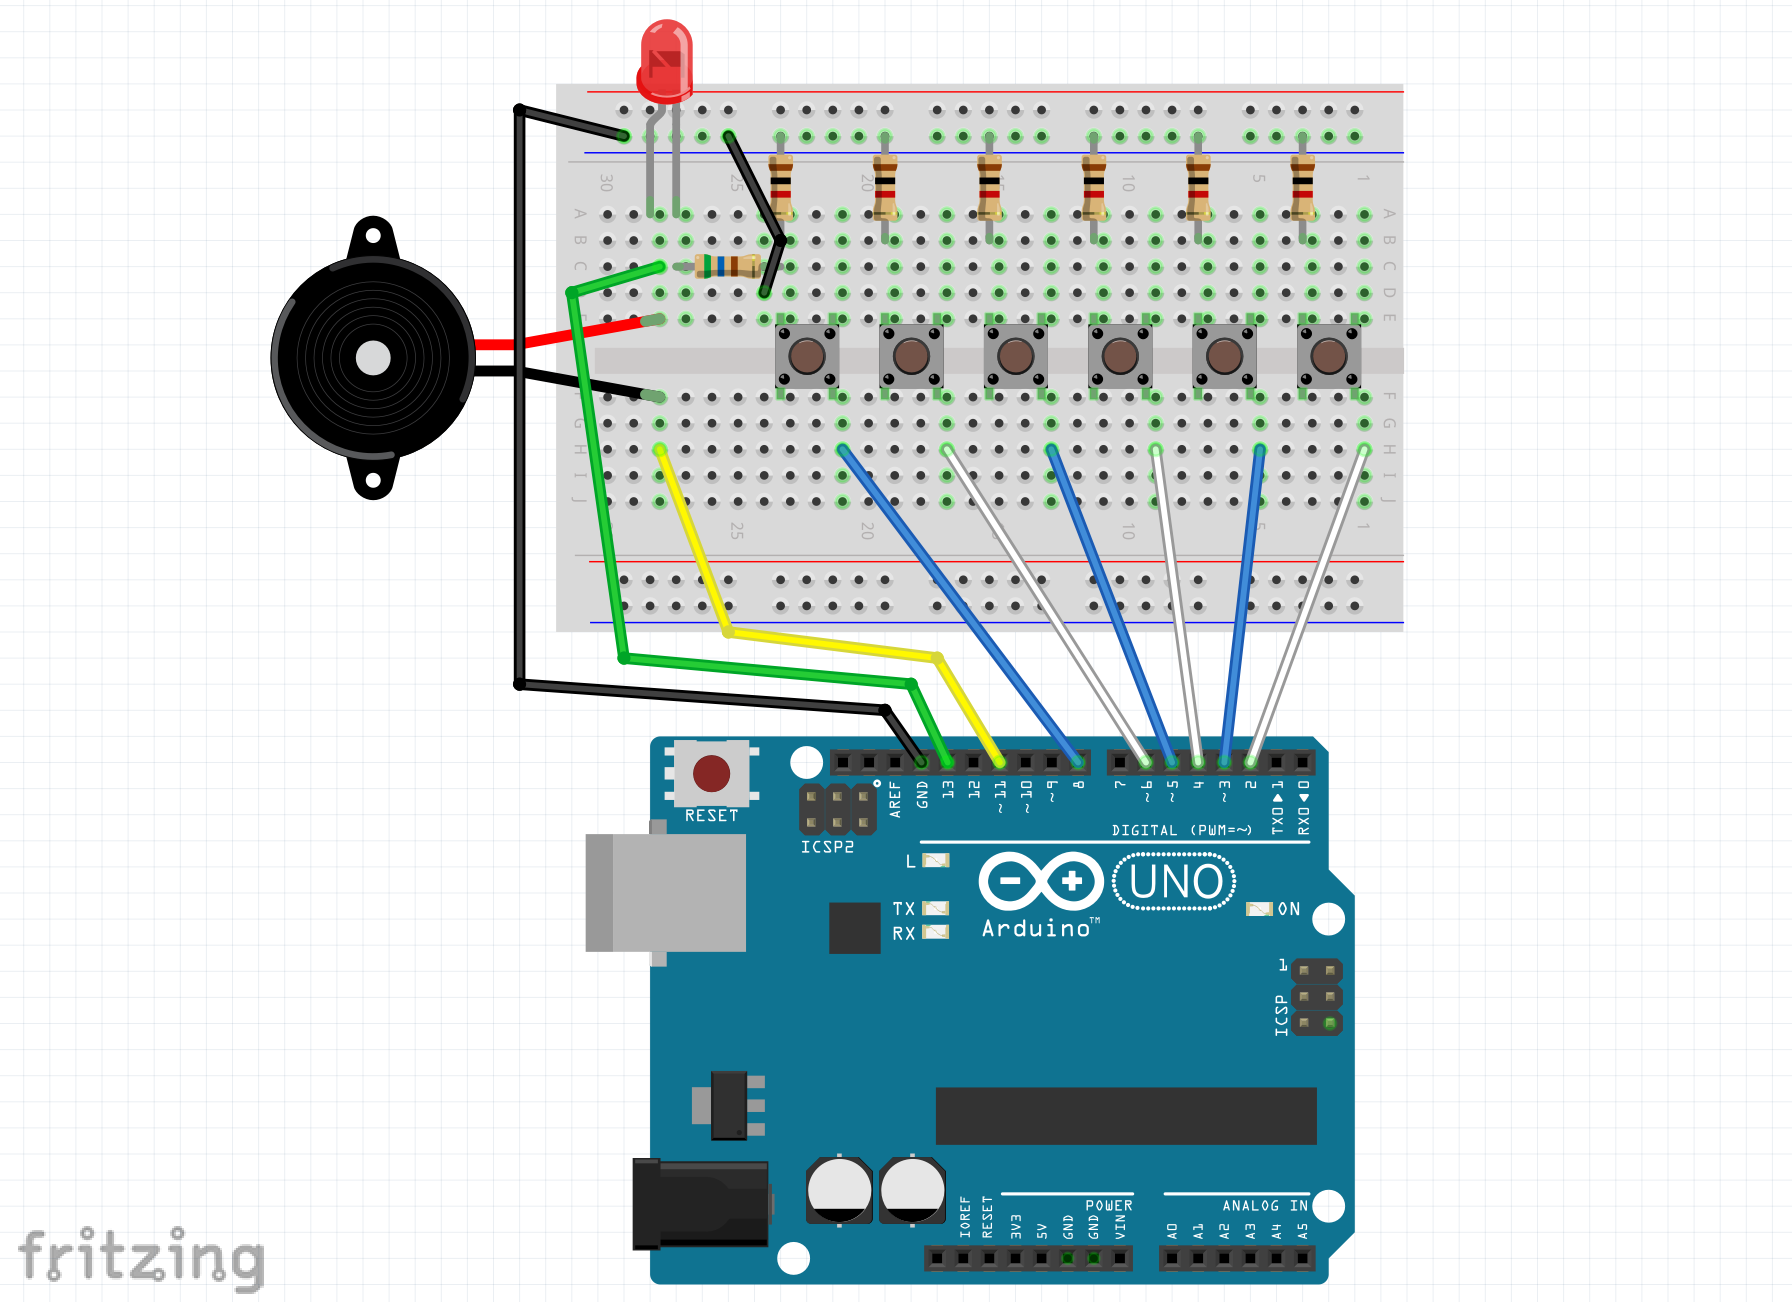 30 25 20 15 10 5 1
A A
B B
C C
D D
E E
F F
G G
H H
I I
J J
25 20 10 5 1
RESET
ICSP2
AREF GND 13 12 ~11 ~10 ~9 8 7 ~6 ~5 4 ~3 2 TX0▶1 RX0◀0
DIGITAL (PWM=~)
L
TX
RX
UNO
Arduino™
ON
1
ICSP
POWER
ANALOG IN
IOREF RESET 3V3 5V GND GND VIN A0 A1 A2 A3 A4 A5
fritzing